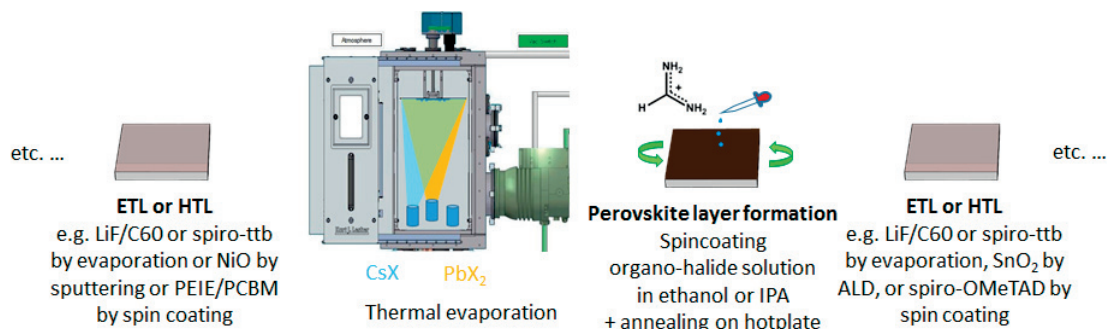 etc. ...
ETL or HTL
e.g. LiF/C60 or spiro-ttb
by evaporation or NiO by
sputtering or PEIE/PCBM
by spin coating
Atmosphere
Kurt J. Lesker
CsX
PbX₂
Thermal evaporation
NH₂
+
H
NH₂
Perovskite layer formation
Spincoating
organo-halide solution
in ethanol or IPA
+ annealing on hotplate
ETL or HTL
e.g. LiF/C60 or spiro-ttb
by evaporation, SnO₂ by
ALD, or spiro-OMeTAD by
spin coating
etc. ...